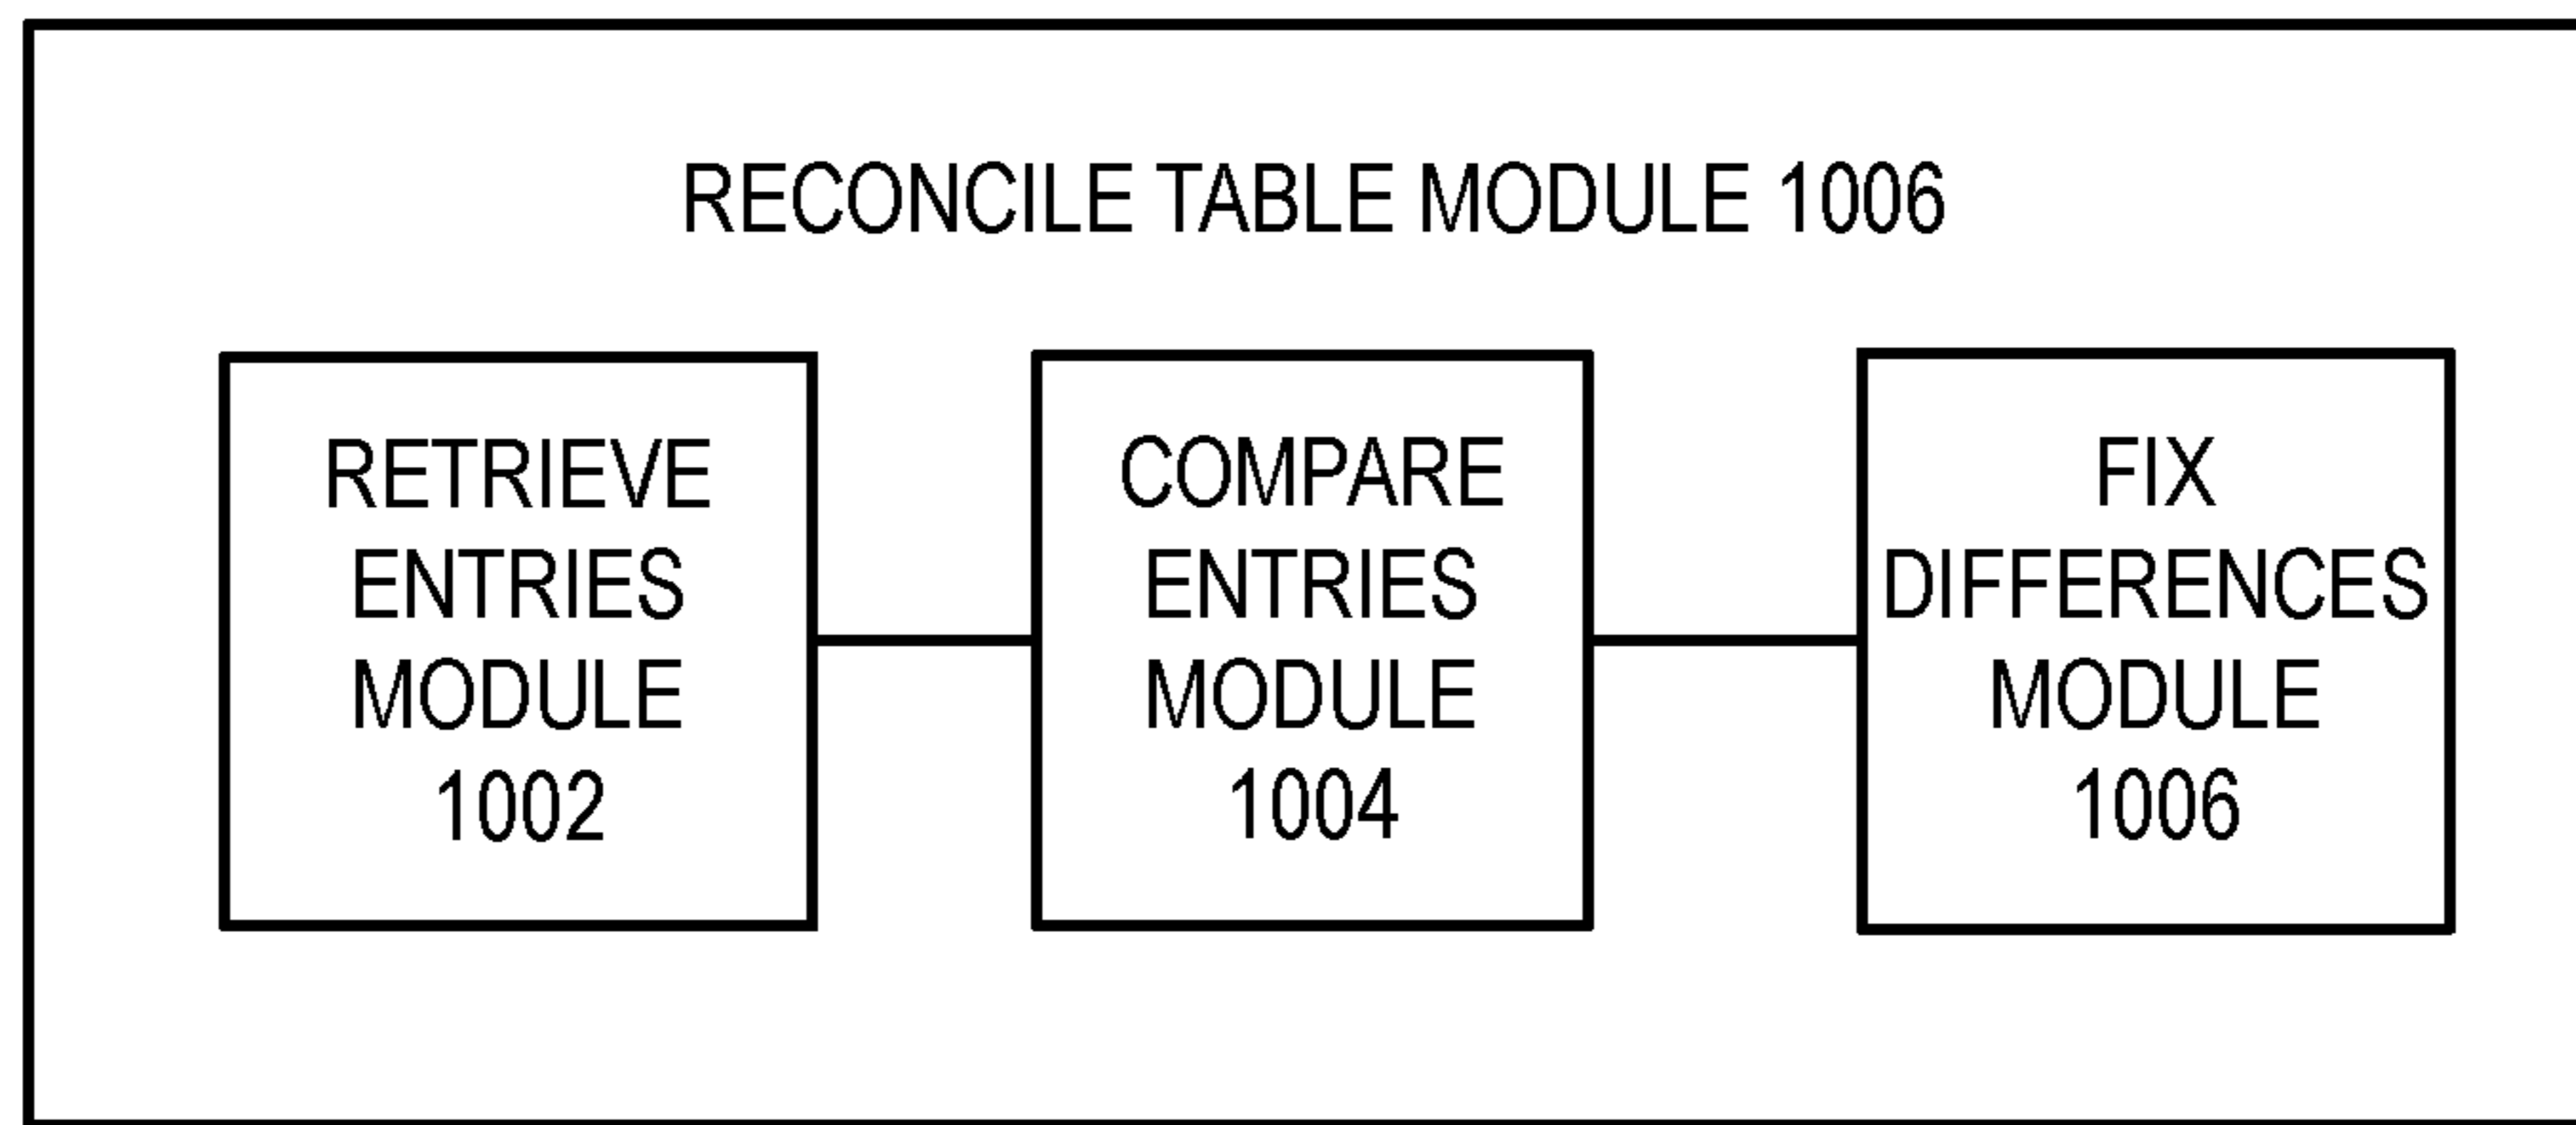 RECONCILE TABLE MODULE 1006
RETRIEVE
ENTRIES
MODULE
1002
COMPARE
ENTRIES
MODULE
1004
FIX
DIFFERENCES
MODULE
1006